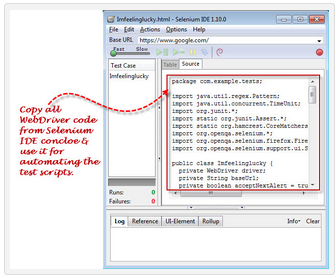 Imfeelinglucky.html - Selenium IDE 1.10.0
File Edit Actions Options Help
Base URL https://www.google.com/
Fast Slow
Test Case
Table Source
Imfeelinglucky
package com.example.tests;
import java.util.regex.Pattern;
import java.util.concurrent.TimeUnit;
import org.junit.*;
import static org.junit.Assert.*;
import static org.hamcrest.CoreMatchers
import org.openqa.selenium.*;
import org.openqa.selenium.firefox.Firef
import org.openqa.selenium.support.ui.S
public class Imfeelinglucky {
private WebDriver driver;
private String baseUrl;
private boolean acceptNextAlert = tru
Copy all
WebDriver code
from Selenium
IDE concloe &
use it for
automating the
test scripts.
Runs: 0
Failures: 0
Log Reference UI-Element Rollup Info Clear